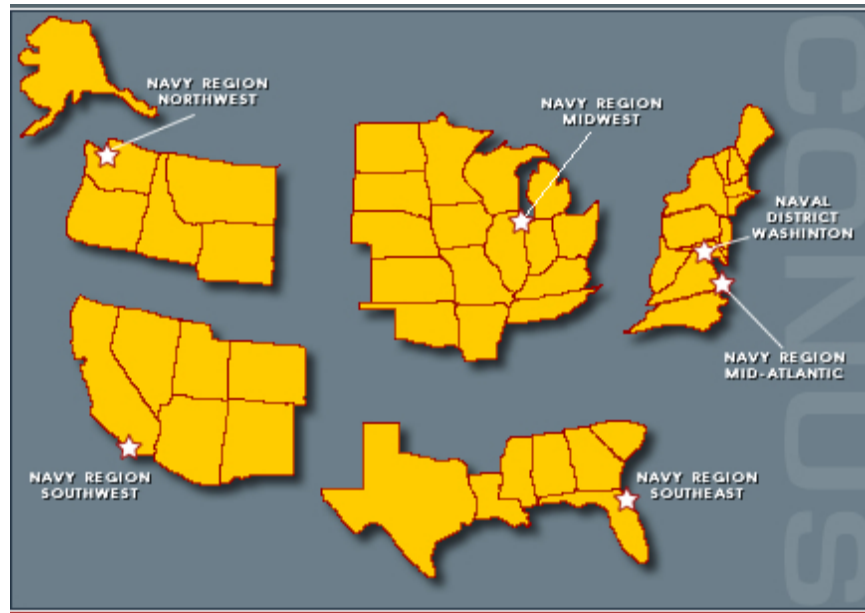 NAVY REGION
NORTHWEST
NAVY REGION
MIDWEST
NAVAL
DISTRICT
WASHINTON
NAVY REGION
MID-ATLANTIC
NAVY REGION
SOUTHWEST
NAVY REGION
SOUTHEAST
CONUS